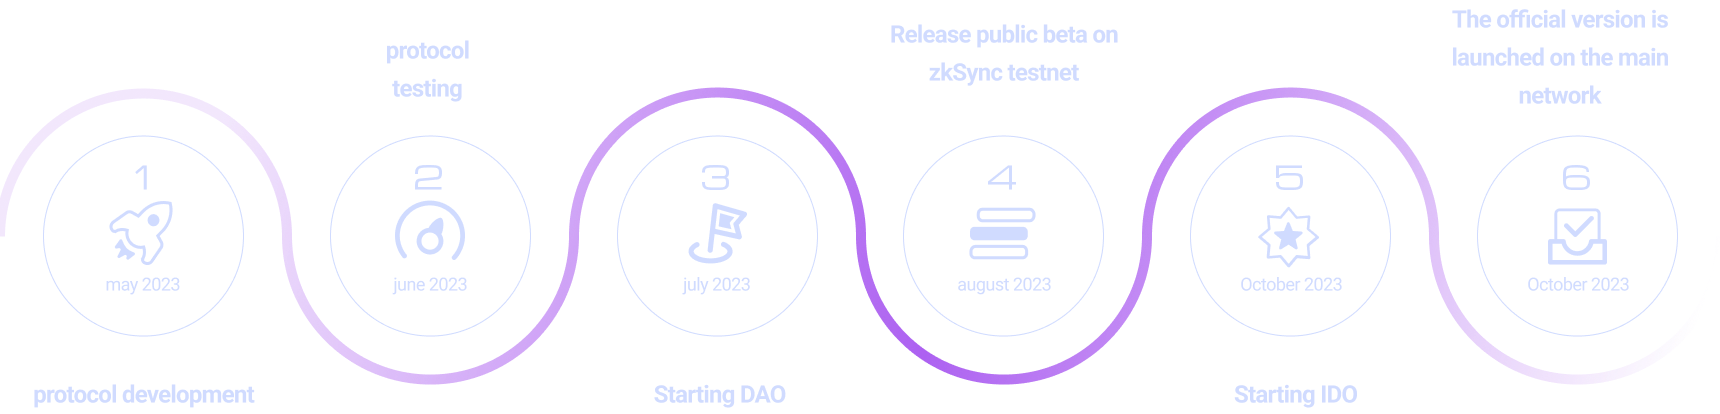 1
may 2023
protocol development
protocol
testing
2
june 2023
3
july 2023
Starting DAO
Release public beta on
zkSync testnet
4
august 2023
5
October 2023
Starting IDO
The official version is
launched on the main
network
6
October 2023